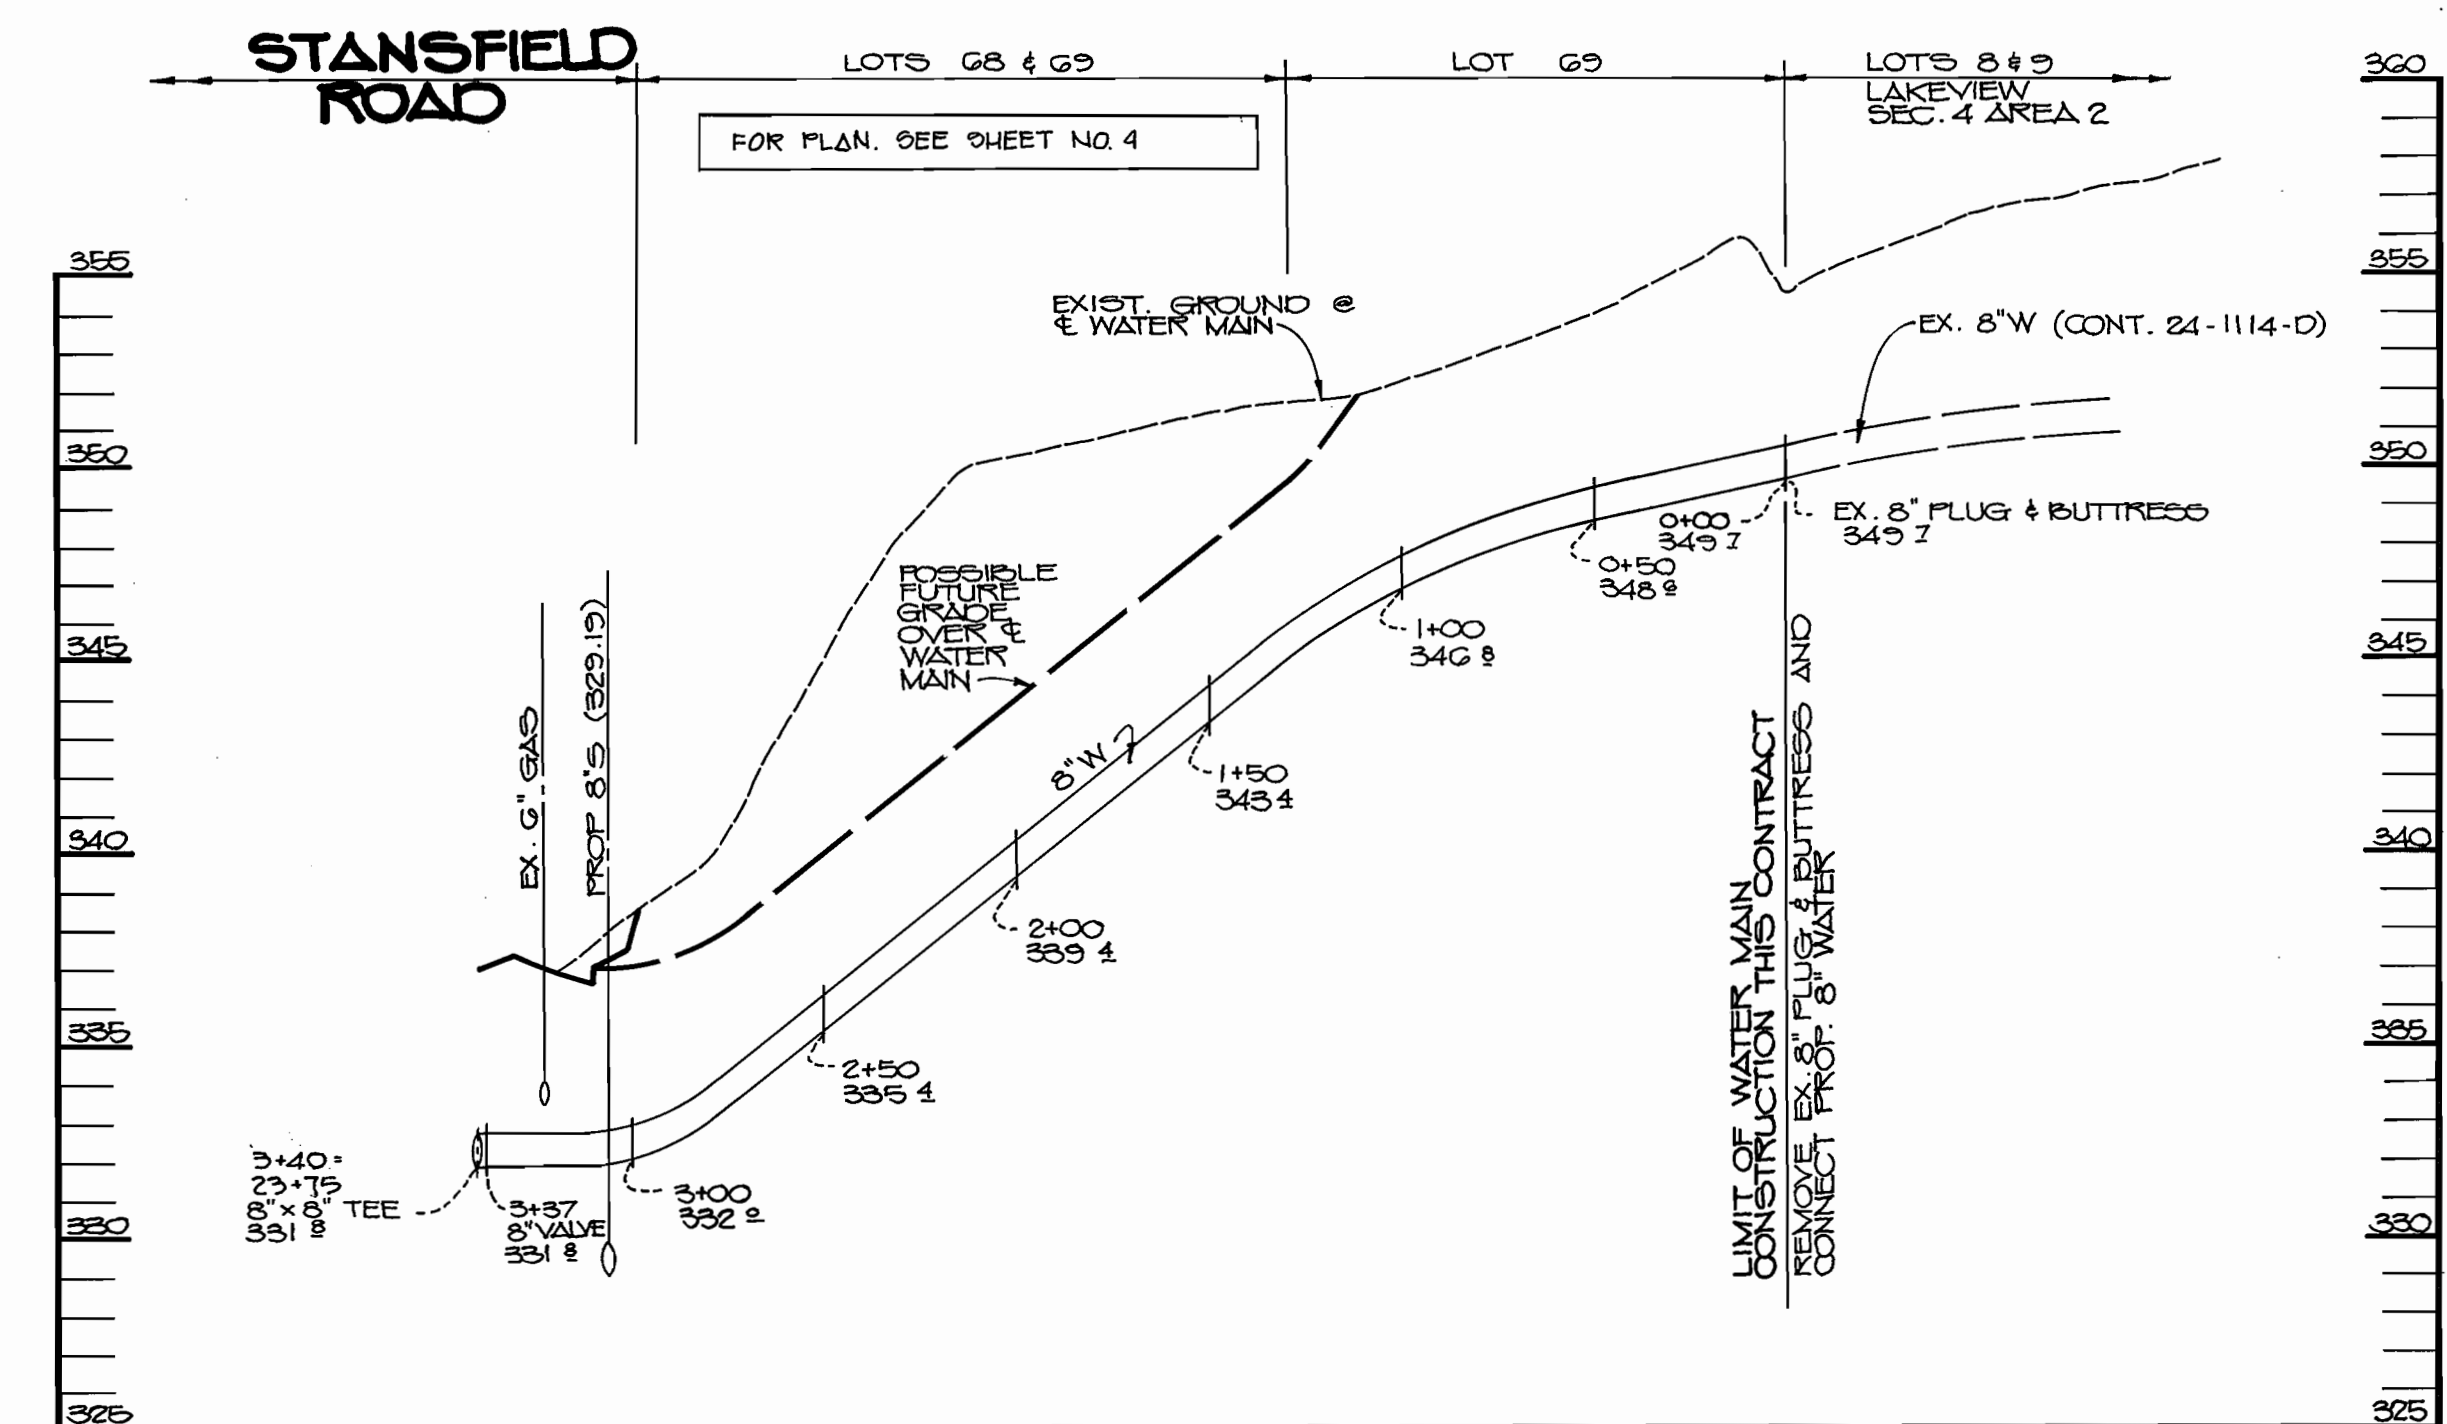 STANSFIELD
ROAD
LOTS 68 & 69
LOT 69
LOTS 8 & 9
LAKEVIEW
SEC. 4 AREA 2
FOR PLAN. SEE SHEET NO. 4
360
355
350
345
340
335
330
325
355
350
345
340
335
330
325
EXIST. GROUND @
℄ WATER MAIN
EX. 8"W (CONT. 24-1114-D)
POSSIBLE
FUTURE
GRADE
OVER ℄
WATER
MAIN
EX. 6" GAS
PROP 8"S (329.19)
8"W
0+00
349 7
EX. 8" PLUG & BUTTRESS
349 7
0+50
1+00
346 8
1+50
343 4
2+00
339 4
2+50
335 4
3+00
332 0
3+37
8" VALVE
331 8
3+40 =
23+75
8" x 8" TEE
331 8
LIMIT OF WATER MAIN
CONSTRUCTION THIS CONTRACT
REMOVE EX. 8" PLUG & BUTTRESS AND
CONNECT PROP. 8" WATER